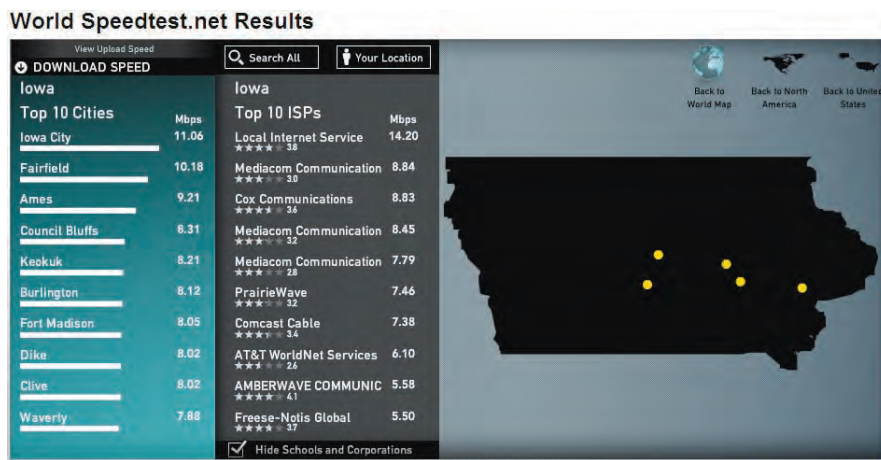 World Speedtest.net Results
View Upload Speed
DOWNLOAD SPEED
Iowa
Top 10 Cities Mbps
Iowa City 11.06
Fairfield 10.18
Ames 9.21
Council Bluffs 8.31
Keokuk 8.21
Burlington 8.12
Fort Madison 8.05
Dike 8.02
Clive 8.02
Waverly 7.88
Search All Your Location
Iowa
Top 10 ISPs Mbps
Local Internet Service 14.20
3.8
Mediacom Communication 8.84
3.0
Cox Communications 8.83
3.6
Mediacom Communication 8.45
3.2
Mediacom Communication 7.79
2.8
PrairieWave 7.46
3.2
Comcast Cable 7.38
3.4
AT&T WorldNet Services 6.10
2.6
AMBERWAVE COMMUNIC 5.58
4.1
Freese-Notis Global 5.50
3.7
Hide Schools and Corporations
Back to
World Map
Back to North
America
Back to United
States